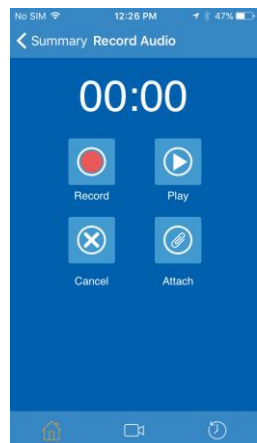 No SIM 12:26 PM 47%
Summary Record Audio
00:00
Record Play
Cancel Attach